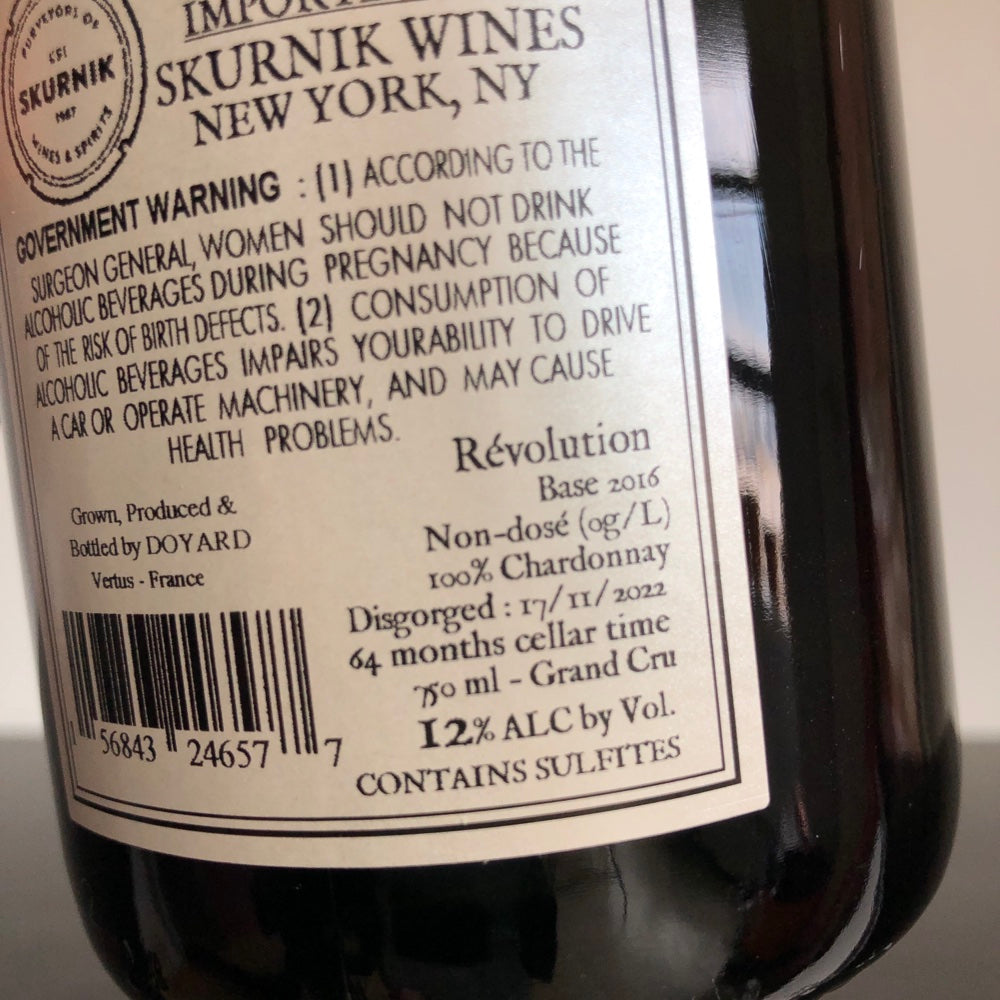 PURVEYORS OF
EST
SKURNIK
1987
WINES & SPIRITS
SKURNIK WINES
NEW YORK, NY
GOVERNMENT WARNING : (1) ACCORDING TO THE
SURGEON GENERAL, WOMEN SHOULD NOT DRINK
ALCOHOLIC BEVERAGES DURING PREGNANCY BECAUSE
OF THE RISK OF BIRTH DEFECTS. (2) CONSUMPTION OF
ALCOHOLIC BEVERAGES IMPAIRS YOURABILITY TO DRIVE
A CAR OR OPERATE MACHINERY, AND MAY CAUSE
HEALTH PROBLEMS.
Grown, Produced &
Bottled by DOYARD
Vertus - France
56843 24657 7
Révolution
Base 2016
Non-dosé (0g/L)
100% Chardonnay
Disgorged : 17/11/2022
64 months cellar time
750 ml - Grand Cru
12% ALC by Vol.
CONTAINS SULFITES